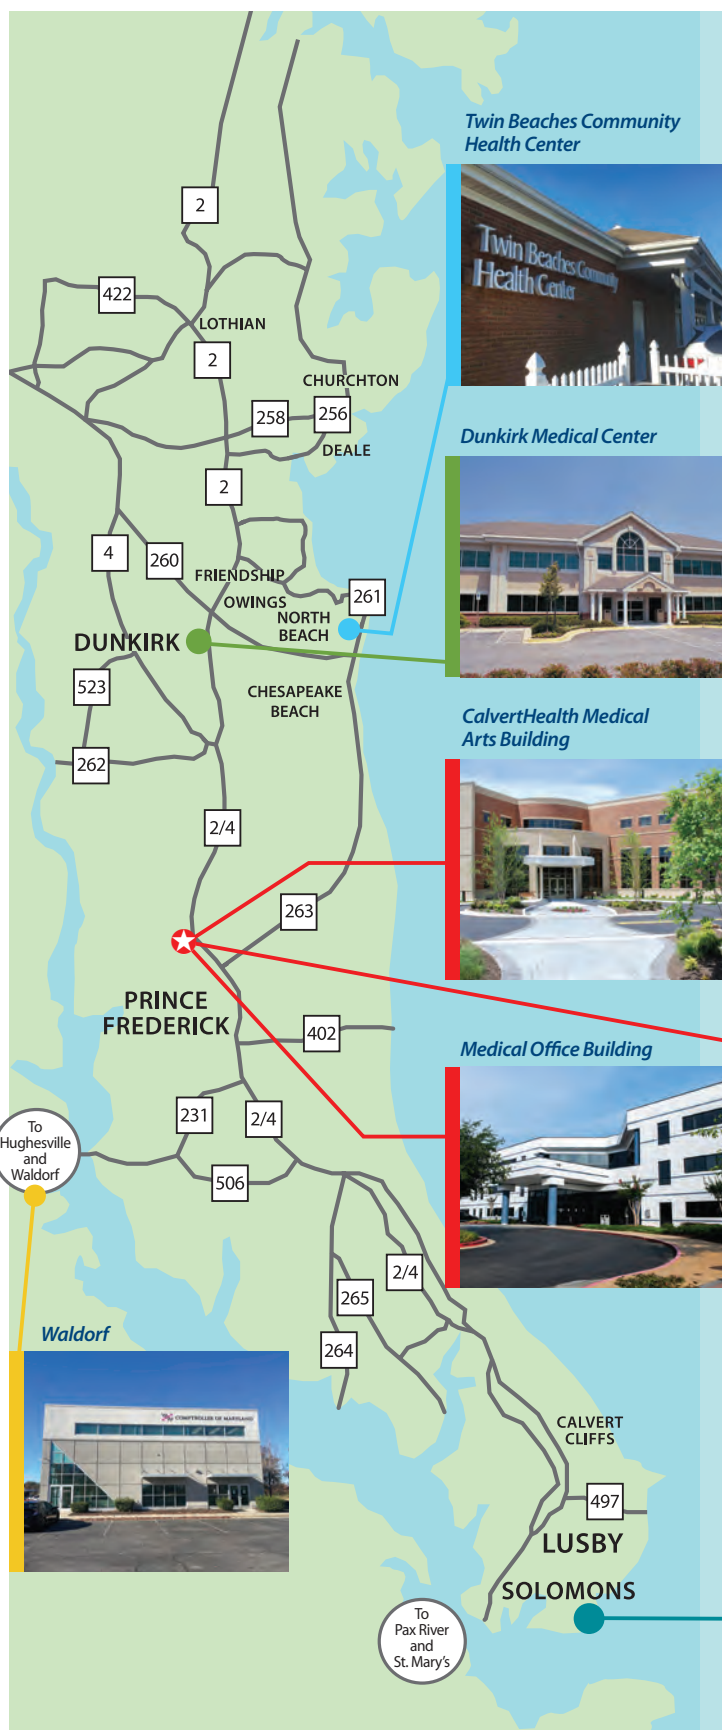 Twin Beaches Community
Health Center
Twin Beaches Community
Health Center
2
422
LOTHIAN
2
CHURCHTON
258
256
DEALE
Dunkirk Medical Center
2
4
260
FRIENDSHIP
OWINGS
261
NORTH
BEACH
DUNKIRK
523
CHESAPEAKE
BEACH
CalvertHealth Medical
Arts Building
262
2/4
263
PRINCE
FREDERICK
402
Medical Office Building
231
2/4
To
Hughesville
and
Waldorf
506
2/4
265
264
Waldorf
COMPTROLLER OF MARYLAND
CALVERT
CLIFFS
497
LUSBY
SOLOMONS
To
Pax River
and
St. Mary's